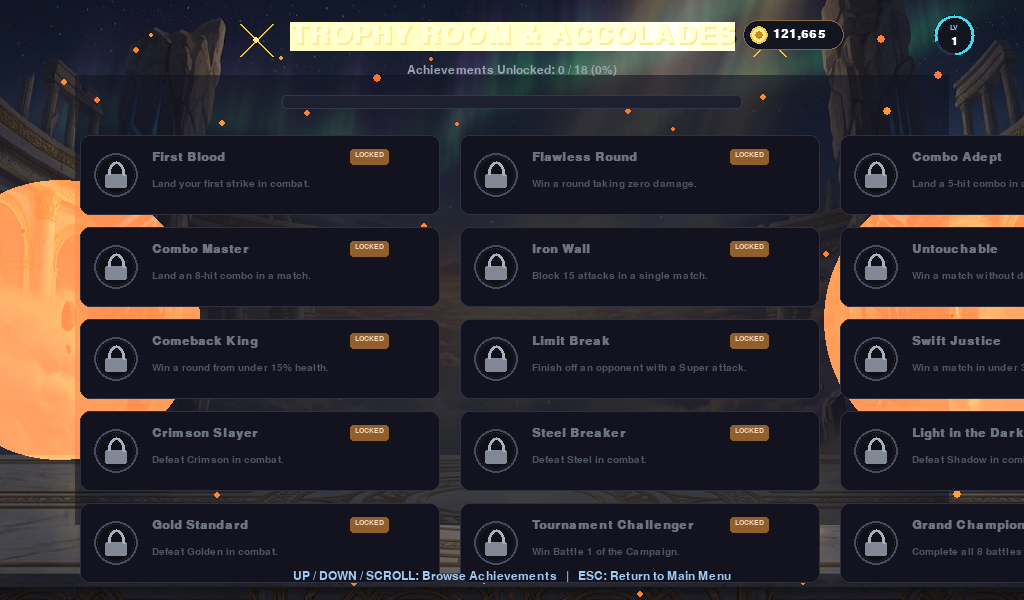 TROPHY ROOM & ACCOLADES
121,665
LV
1
Achievements Unlocked: 0 / 18 (0%)
First Blood
LOCKED
Land your first strike in combat.
Flawless Round
LOCKED
Win a round taking zero damage.
Combo Adept
Land a 5-hit combo in a
Combo Master
LOCKED
Land an 8-hit combo in a match.
Iron Wall
LOCKED
Block 15 attacks in a single match.
Untouchable
Win a match without
Comeback King
LOCKED
Win a round from under 15% health.
Limit Break
LOCKED
Finish off an opponent with a Super attack.
Swift Justice
Win a match in under
Crimson Slayer
LOCKED
Defeat Crimson in combat.
Steel Breaker
LOCKED
Defeat Steel in combat.
Light in the Dark
Defeat Shadow in
Gold Standard
LOCKED
Defeat Golden in combat.
Tournament Challenger
LOCKED
Win Battle 1 of the Campaign.
Grand Champion
Complete all 8 battles
UP / DOWN / SCROLL: Browse Achievements | ESC: Return to Main Menu